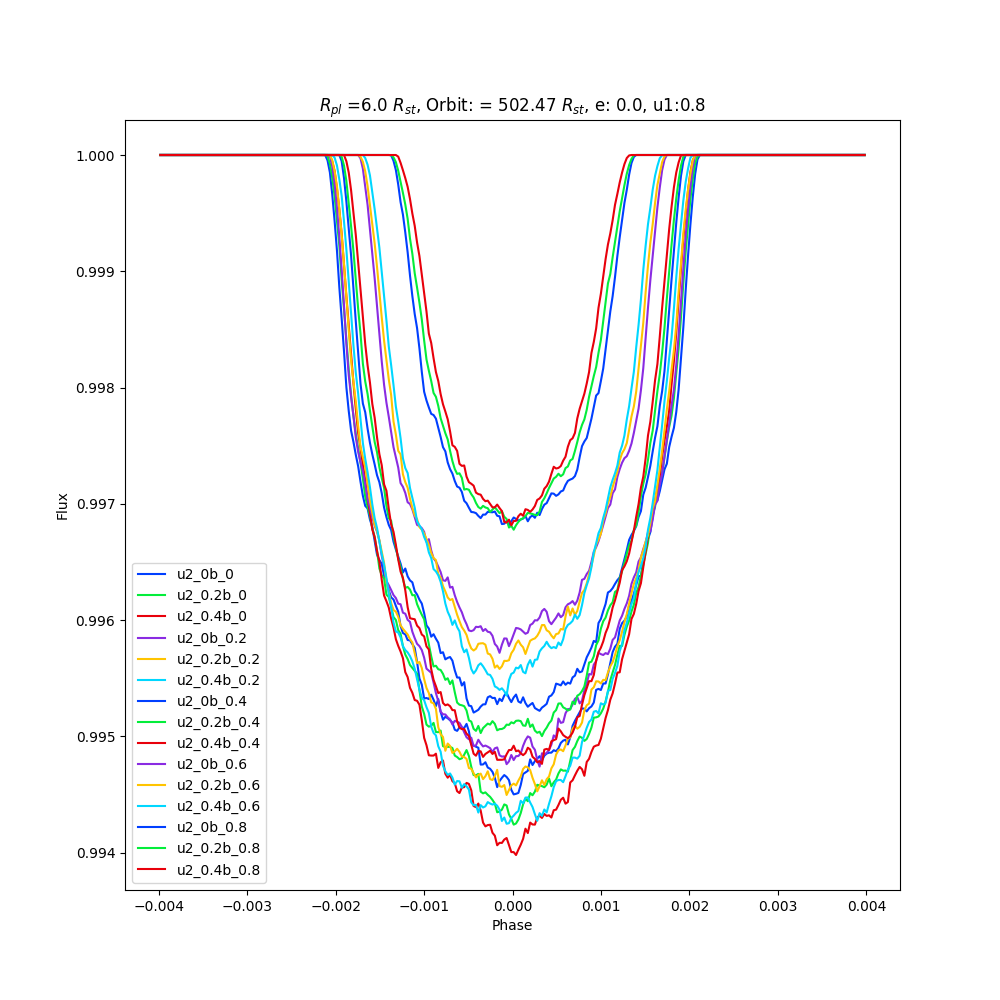 R_pl =6.0 R_st, Orbit: = 502.47 R_st, e: 0.0, u1:0.8
1.000
0.999
0.998
0.997
0.996
0.995
0.994
Flux
u2_0b_0
u2_0.2b_0
u2_0.4b_0
u2_0b_0.2
u2_0.2b_0.2
u2_0.4b_0.2
u2_0b_0.4
u2_0.2b_0.4
u2_0.4b_0.4
u2_0b_0.6
u2_0.2b_0.6
u2_0.4b_0.6
u2_0b_0.8
u2_0.2b_0.8
u2_0.4b_0.8
−0.004 −0.003 −0.002 −0.001 0.000 0.001 0.002 0.003 0.004
Phase